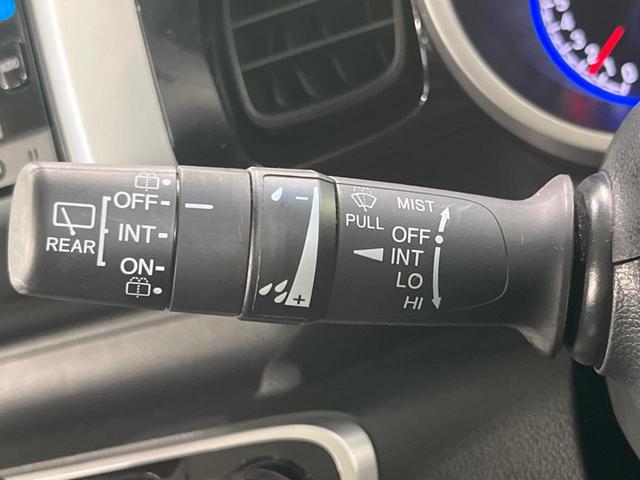 REAR
OFF
INT
ON
PULL
MIST
OFF
INT
LO
HI